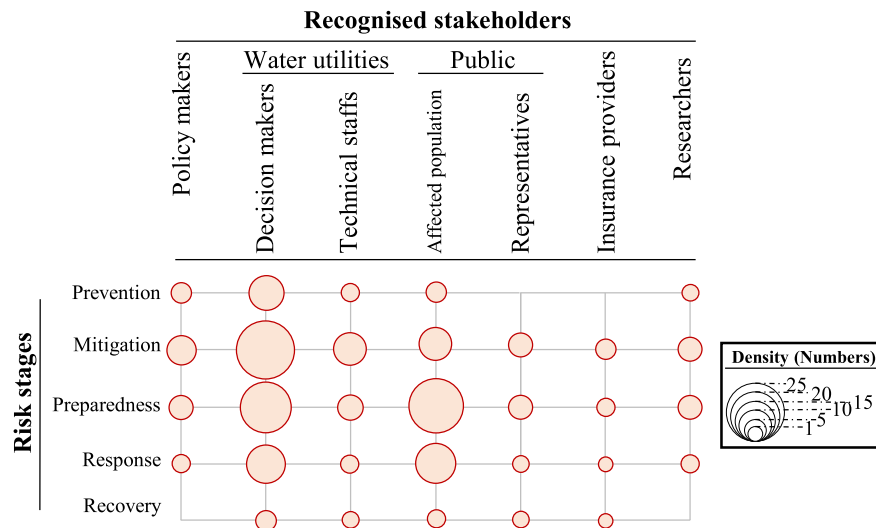 Recognised stakeholders
Water utilities
Public
Policy makers
Decision makers
Technical staffs
Affected population
Representatives
Insurance providers
Researchers
Risk stages
Prevention
Mitigation
Preparedness
Response
Recovery
Density (Numbers)
25
20
15
10
5
1